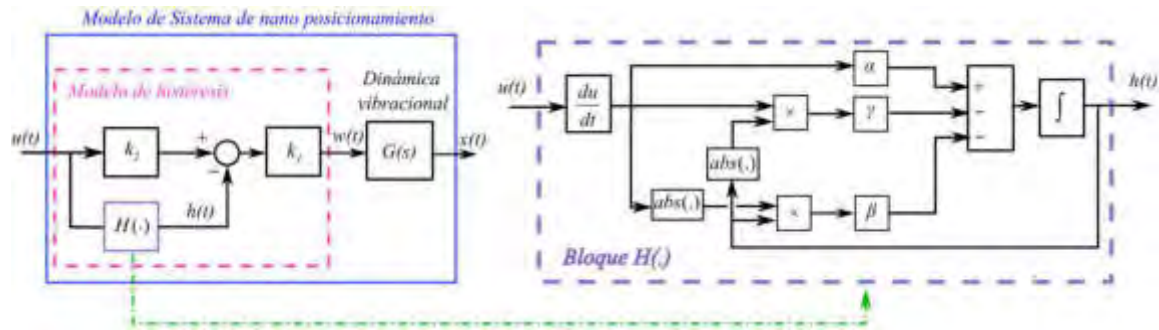 Modelo de Sistema de nano posicionamiento
Modelo de histeresis
Dinámica
vibracional
u(t)
+
−
w(t)
G(s)
x(t)
H(·)
h(t)
Bloque H(.)
u(t)
du
dt
α
×
γ
abs(.)
abs(.)
×
β
+
−
−
∫
h(t)